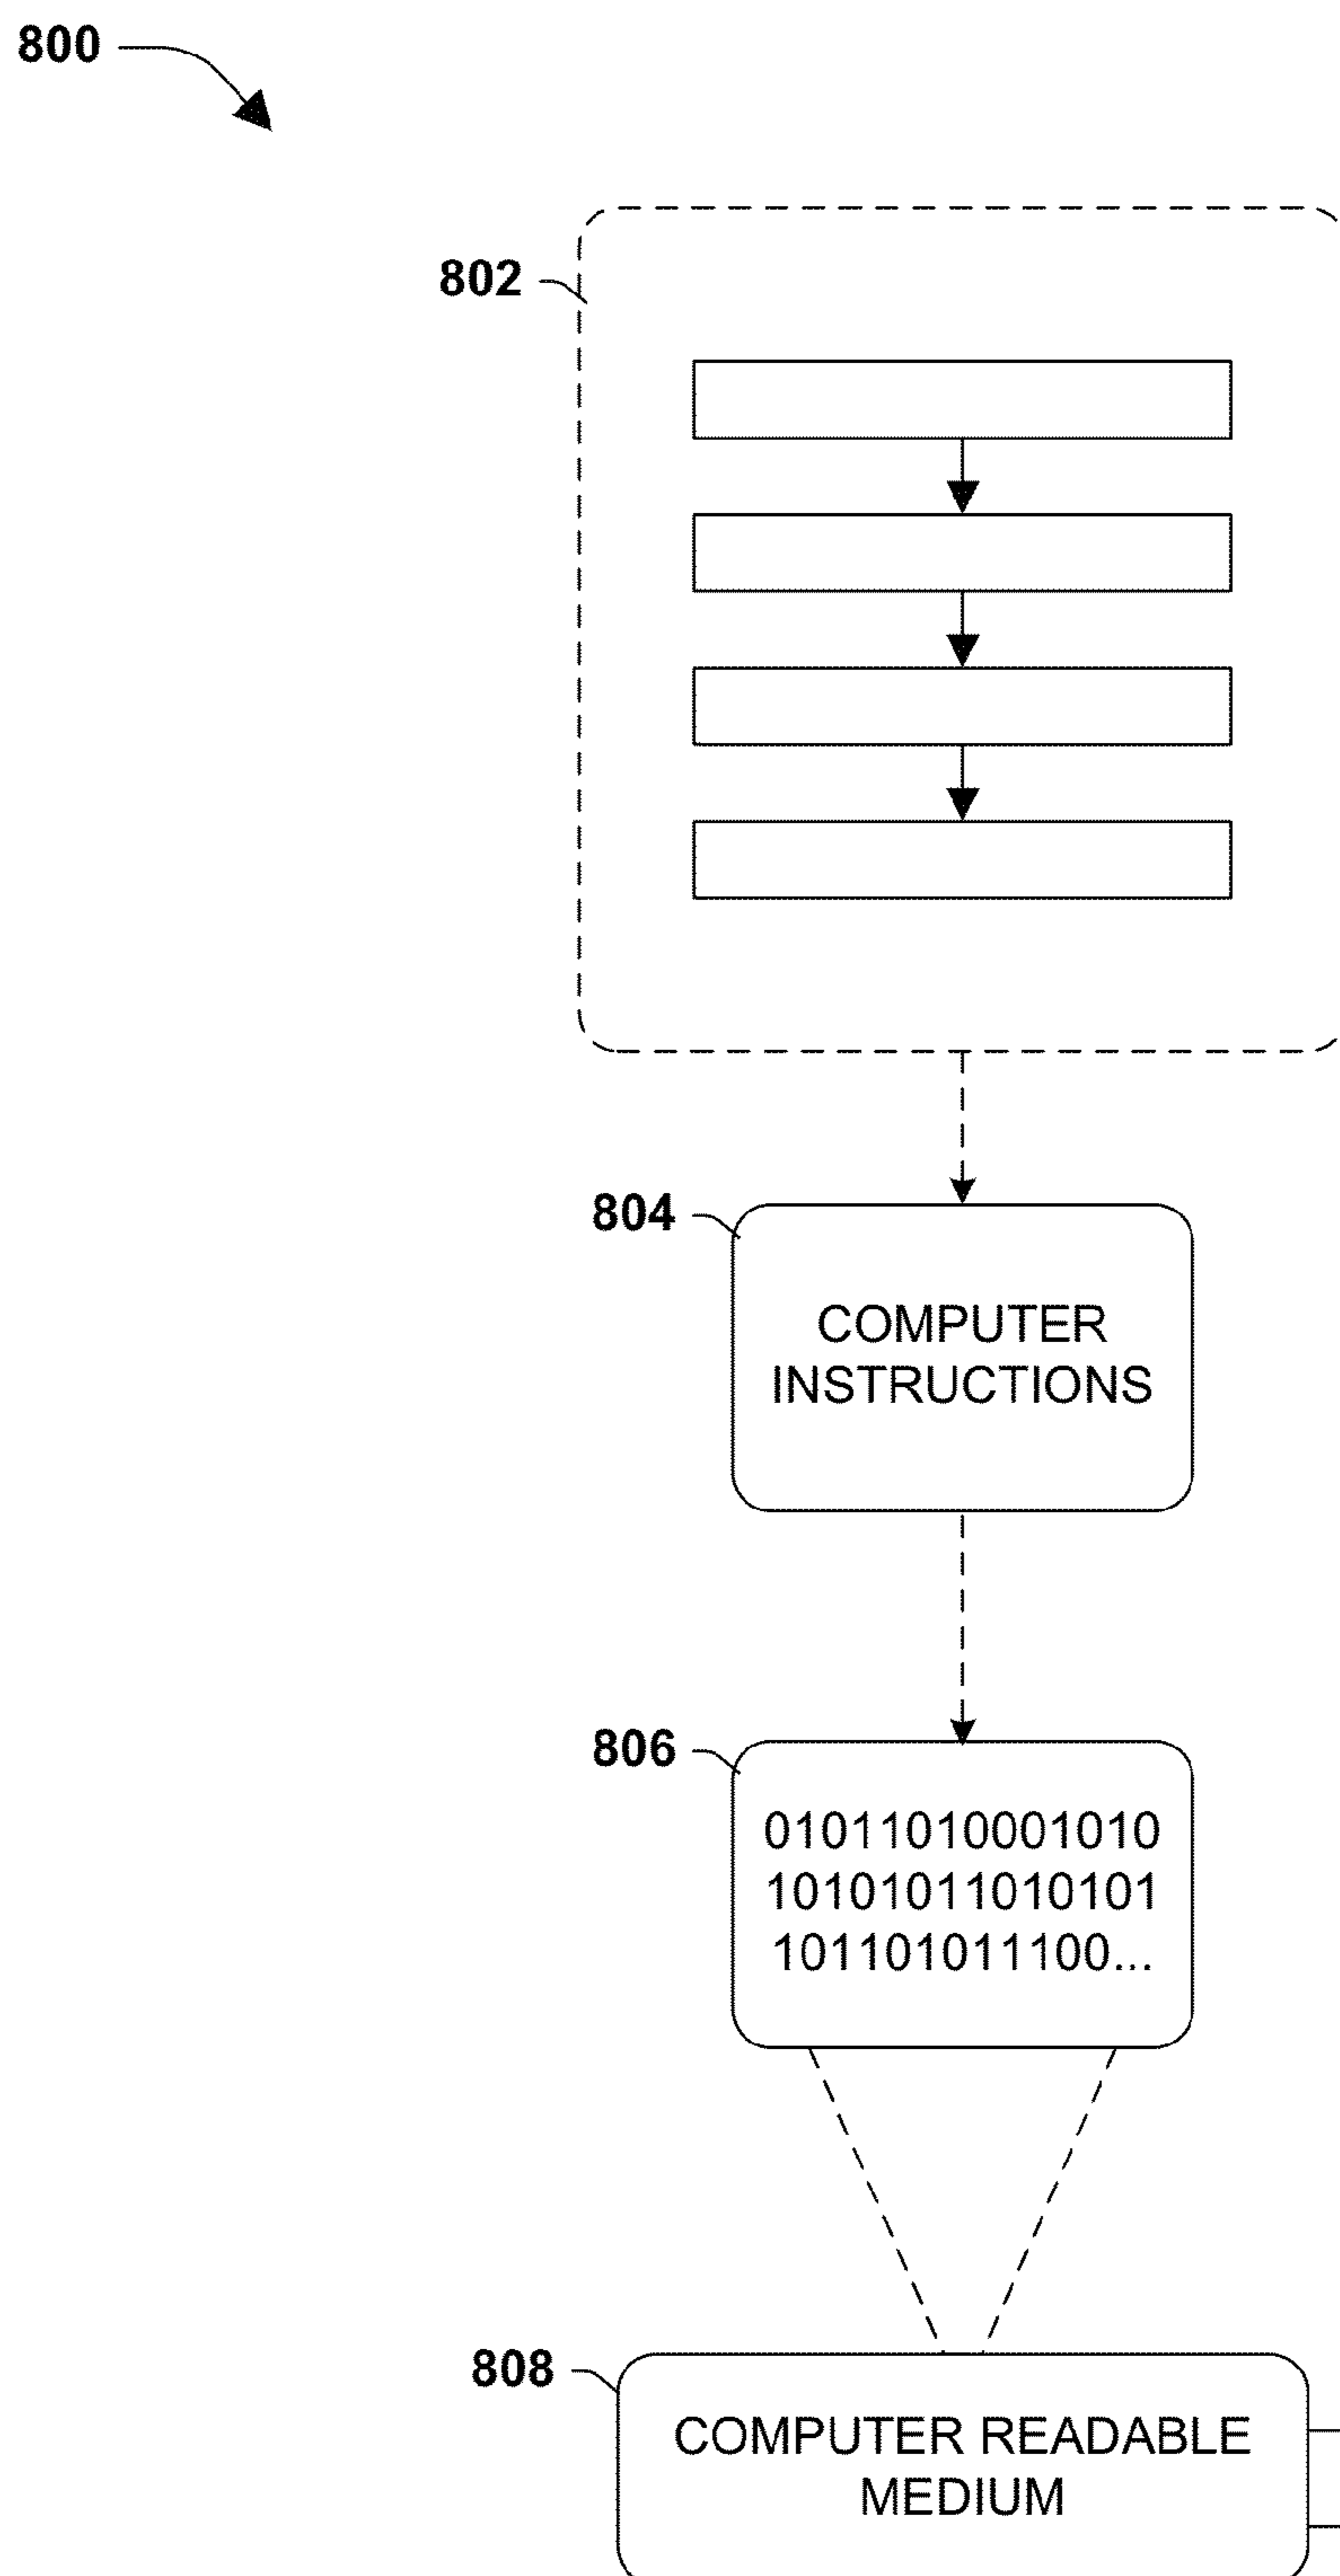 800
802
804
COMPUTER
INSTRUCTIONS
806
01011010001010
10101011010101
101101011100...
808
COMPUTER READABLE
MEDIUM